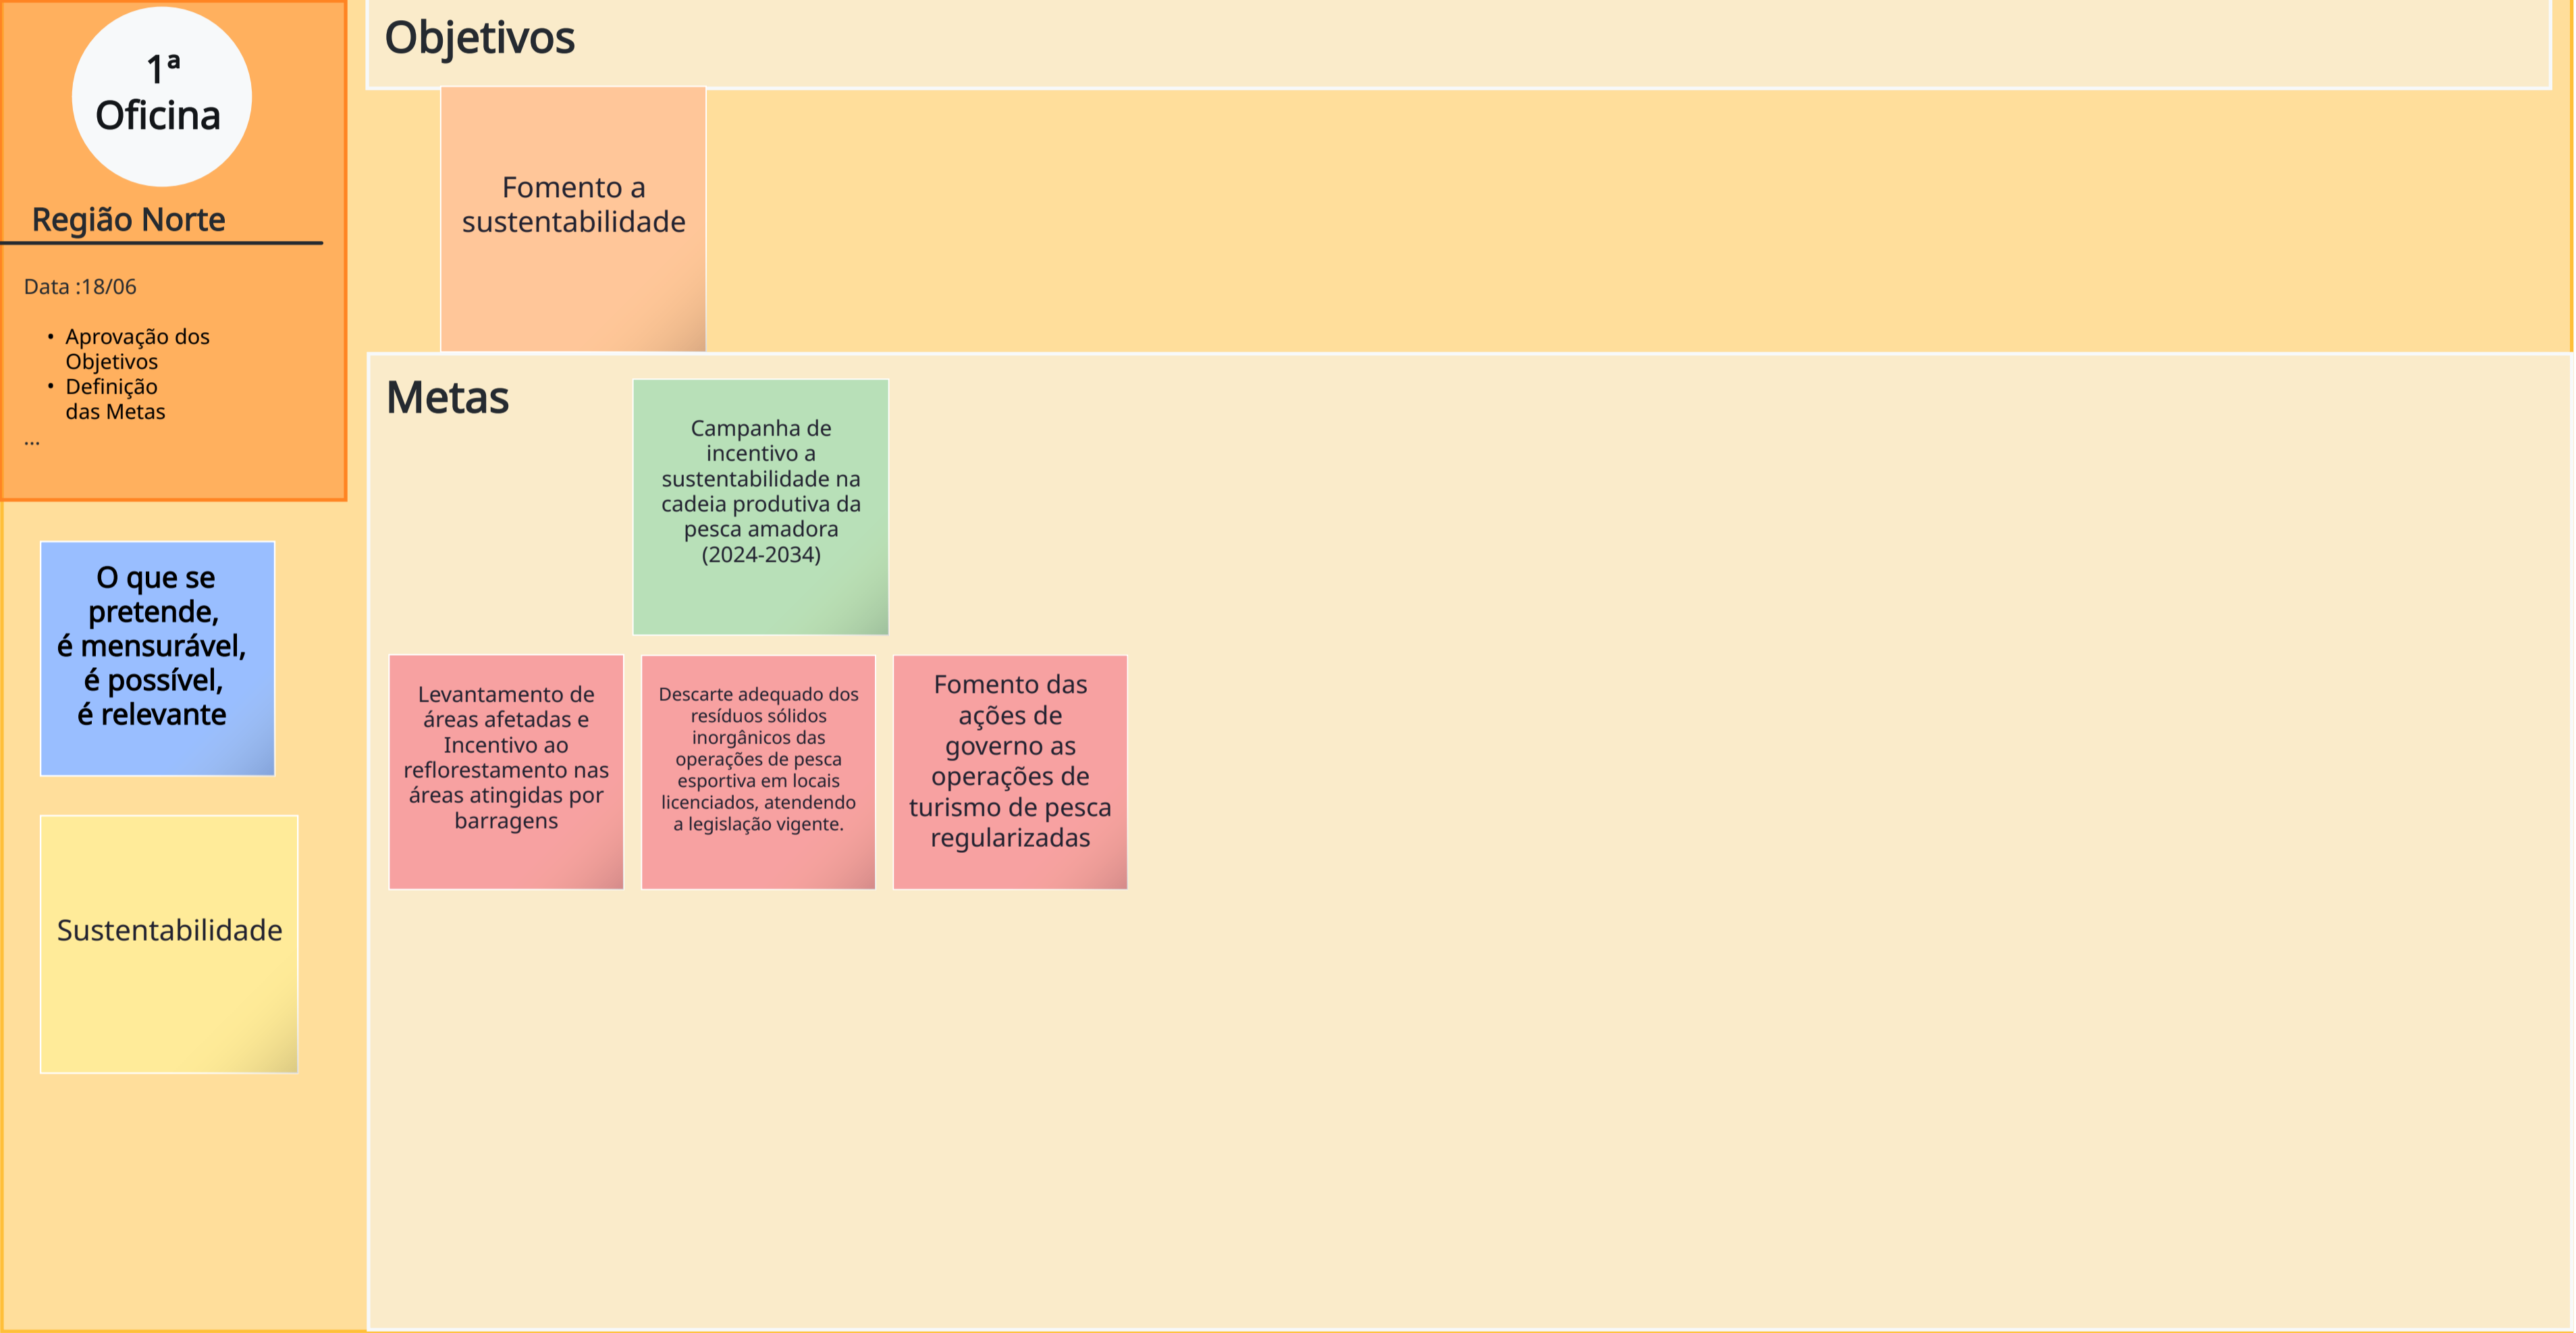 1ª
Oficina
Região Norte
Data :18/06
• Aprovação dos
Objetivos
• Definição
das Metas
...
O que se
pretende,
é mensurável,
é possível,
é relevante
Sustentabilidade
Objetivos
Fomento a
sustentabilidade
Metas
Campanha de
incentivo a
sustentabilidade na
cadeia produtiva da
pesca amadora
(2024-2034)
Levantamento de
áreas afetadas e
Incentivo ao
reflorestamento nas
áreas atingidas por
barragens
Descarte adequado dos
resíduos sólidos
inorgânicos das
operações de pesca
esportiva em locais
licenciados, atendendo
a legislação vigente.
Fomento das
ações de
governo as
operações de
turismo de pesca
regularizadas